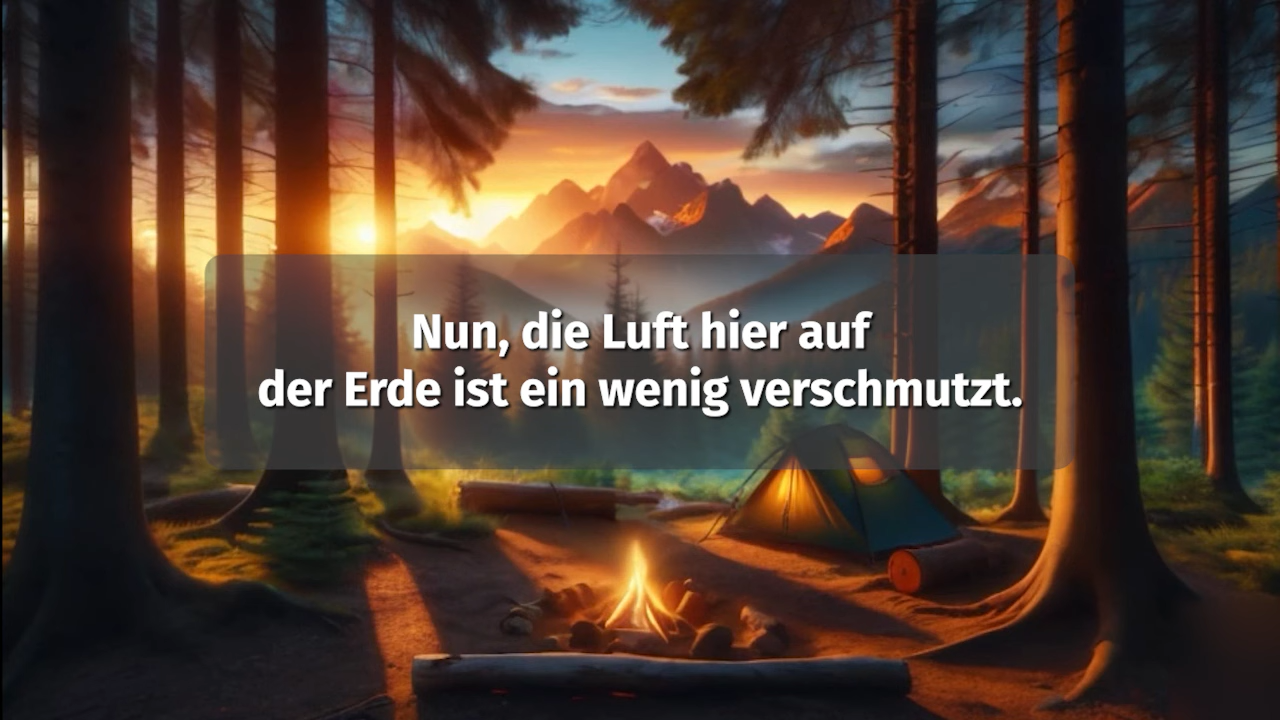 Nun, die Luft hier auf
der Erde ist ein wenig verschmutzt.